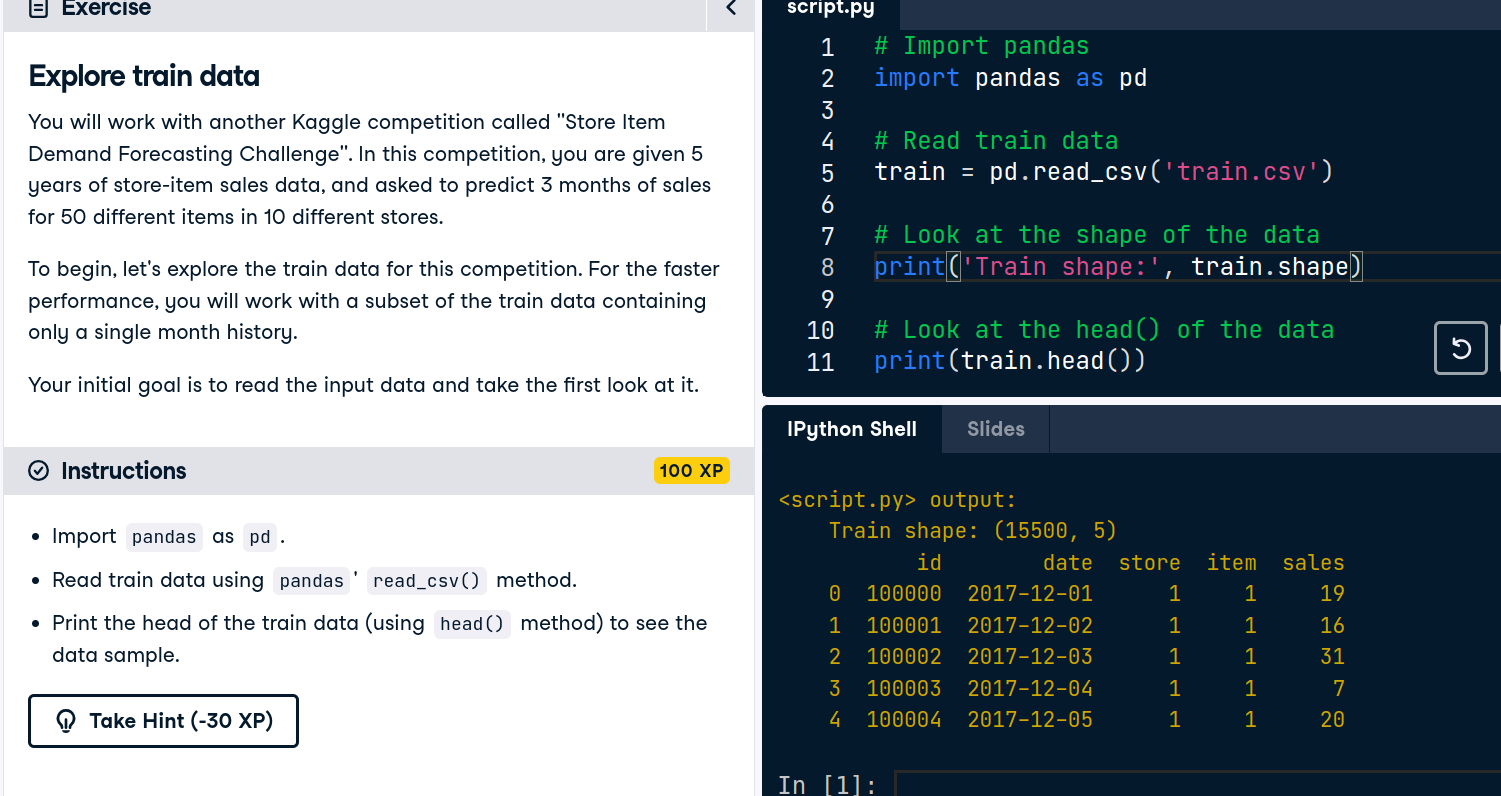 Exercise
Explore train data
You will work with another Kaggle competition called "Store Item
Demand Forecasting Challenge". In this competition, you are given 5
years of store-item sales data, and asked to predict 3 months of sales
for 50 different items in 10 different stores.
To begin, let's explore the train data for this competition. For the faster
performance, you will work with a subset of the train data containing
only a single month history.
Your initial goal is to read the input data and take the first look at it.
Instructions
100 XP
Import pandas as pd.
Read train data using pandas' read_csv() method.
Print the head of the train data (using head() method) to see the
data sample.
Take Hint (-30 XP)
script.py
1 # Import pandas
2 import pandas as pd
3
4 # Read train data
5 train = pd.read_csv('train.csv')
6
7 # Look at the shape of the data
8 print('Train shape:', train.shape)
9
10 # Look at the head() of the data
11 print(train.head())
IPython Shell Slides
<script.py> output:
Train shape: (15500, 5)
id date store item sales
0 100000 2017-12-01 1 1 19
1 100001 2017-12-02 1 1 16
2 100002 2017-12-03 1 1 31
3 100003 2017-12-04 1 1 7
4 100004 2017-12-05 1 1 20
In [1]: